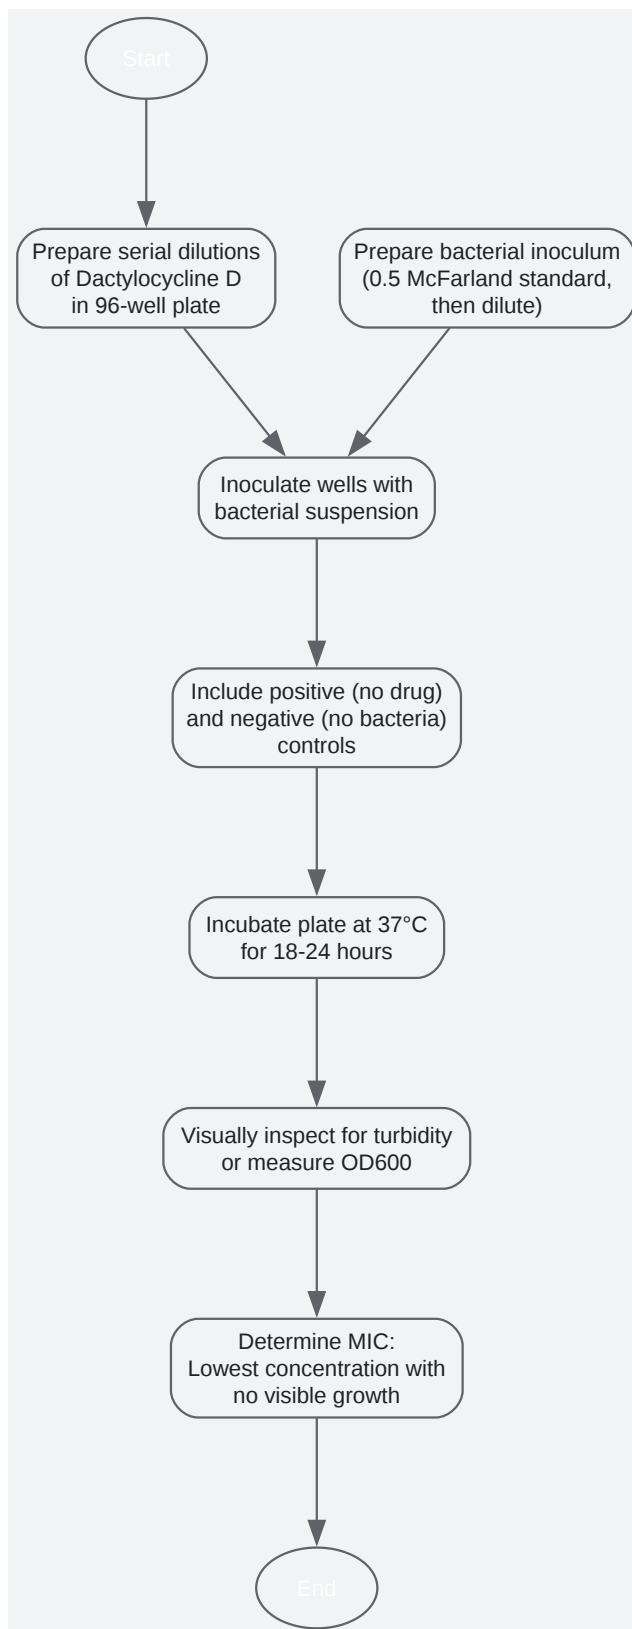 Start
Prepare serial dilutions
of Dactylocycline D
in 96-well plate
Prepare bacterial inoculum
(0.5 McFarland standard,
then dilute)
Inoculate wells with
bacterial suspension
Include positive (no drug)
and negative (no bacteria)
controls
Incubate plate at 37°C
for 18-24 hours
Visually inspect for turbidity
or measure OD600
Determine MIC:
Lowest concentration with
no visible growth
End